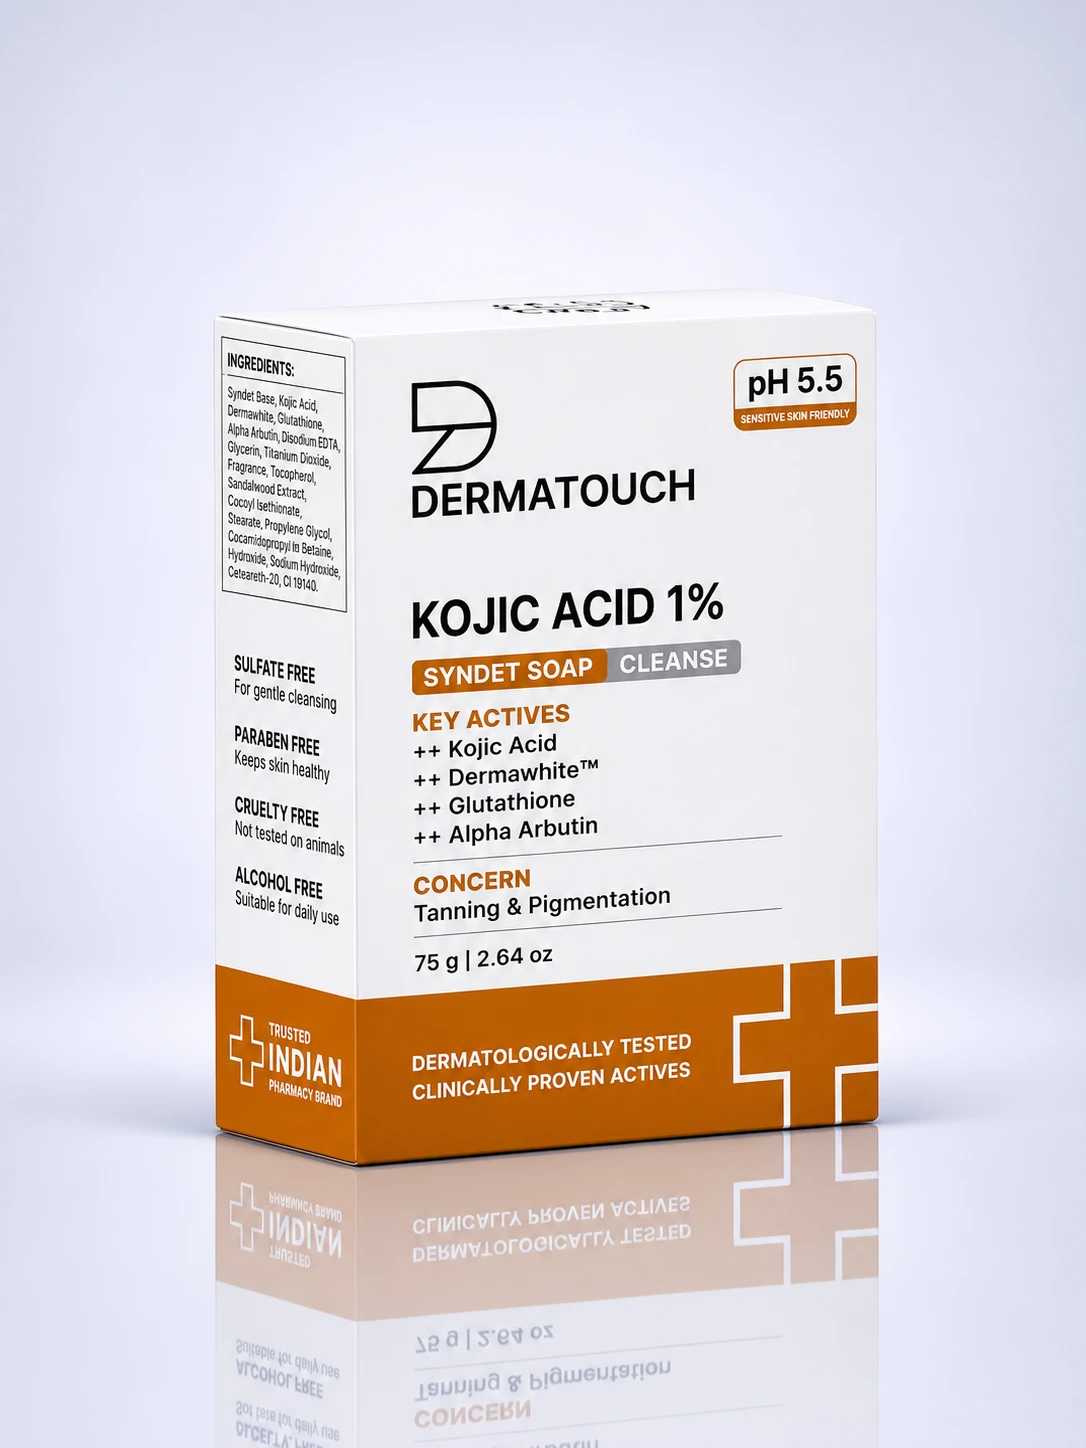 INGREDIENTS:
Syndet Base, Kojic Acid,
Dermawhite, Glutathione,
Alpha Arbutin, Disodium EDTA,
Glycerin, Titanium Dioxide,
Fragrance, Tocopherol,
Sandalwood Extract,
Cocoyl Isethionate,
Stearate, Propylene Glycol,
Cocamidopropyl In Betaine,
Hydroxide, Sodium Hydroxide,
Ceteareth-20, CI 19140.
SULFATE FREE
For gentle cleansing
PARABEN FREE
Keeps skin healthy
CRUELTY FREE
Not tested on animals
ALCOHOL FREE
Suitable for daily use
TRUSTED
INDIAN
PHARMACY BRAND
pH 5.5
SENSITIVE SKIN FRIENDLY
DERMATOUCH
KOJIC ACID 1%
SYNDET SOAP CLEANSE
KEY ACTIVES
++ Kojic Acid
++ Dermawhite™
++ Glutathione
++ Alpha Arbutin
CONCERN
Tanning & Pigmentation
75 g | 2.64 oz
DERMATOLOGICALLY TESTED
CLINICALLY PROVEN ACTIVES